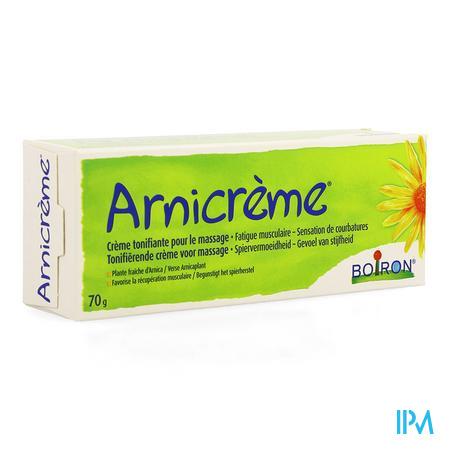 Arnicrème®
Arnicrème®
Crème tonifiante pour le massage • Fatigue musculaire – Sensation de courbatures
Tonifiërende crème voor massage • Spiervermoeidheid – Gevoel van stijfheid
Plante fraîche d'Arnica / Verse Arnicaplant
Favorise la récupération musculaire / Begunstigt het spierherstel
BOIRON®
70 g
IPM